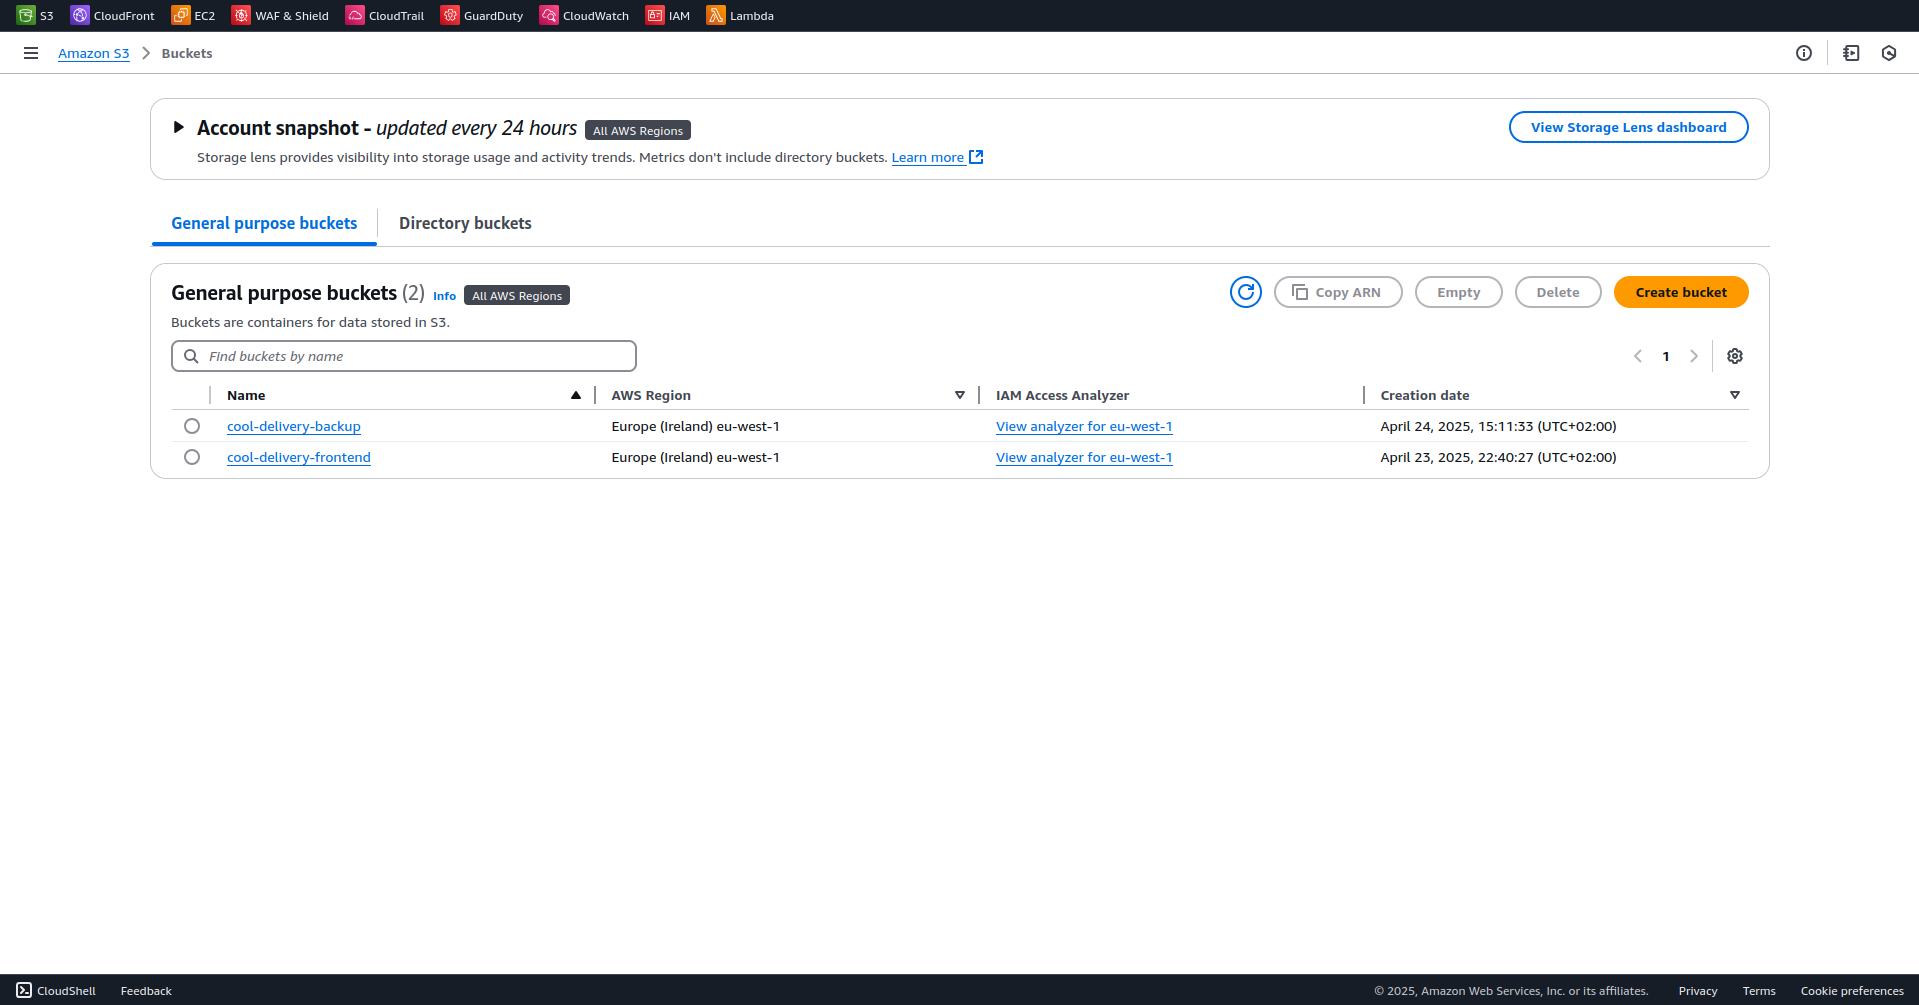 S3 CloudFront EC2 WAF & Shield CloudTrail GuardDuty CloudWatch IAM Lambda
Amazon S3 Buckets
Account snapshot - updated every 24 hours All AWS Regions View Storage Lens dashboard
Storage lens provides visibility into storage usage and activity trends. Metrics don't include directory buckets. Learn more
General purpose buckets Directory buckets
General purpose buckets (2) Info All AWS Regions Copy ARN Empty Delete Create bucket
Buckets are containers for data stored in S3.
Find buckets by name 1
Name AWS Region IAM Access Analyzer Creation date
cool-delivery-backup Europe (Ireland) eu-west-1 View analyzer for eu-west-1 April 24, 2025, 15:11:33 (UTC+02:00)
cool-delivery-frontend Europe (Ireland) eu-west-1 View analyzer for eu-west-1 April 23, 2025, 22:40:27 (UTC+02:00)
CloudShell Feedback © 2025, Amazon Web Services, Inc. or its affiliates. Privacy Terms Cookie preferences